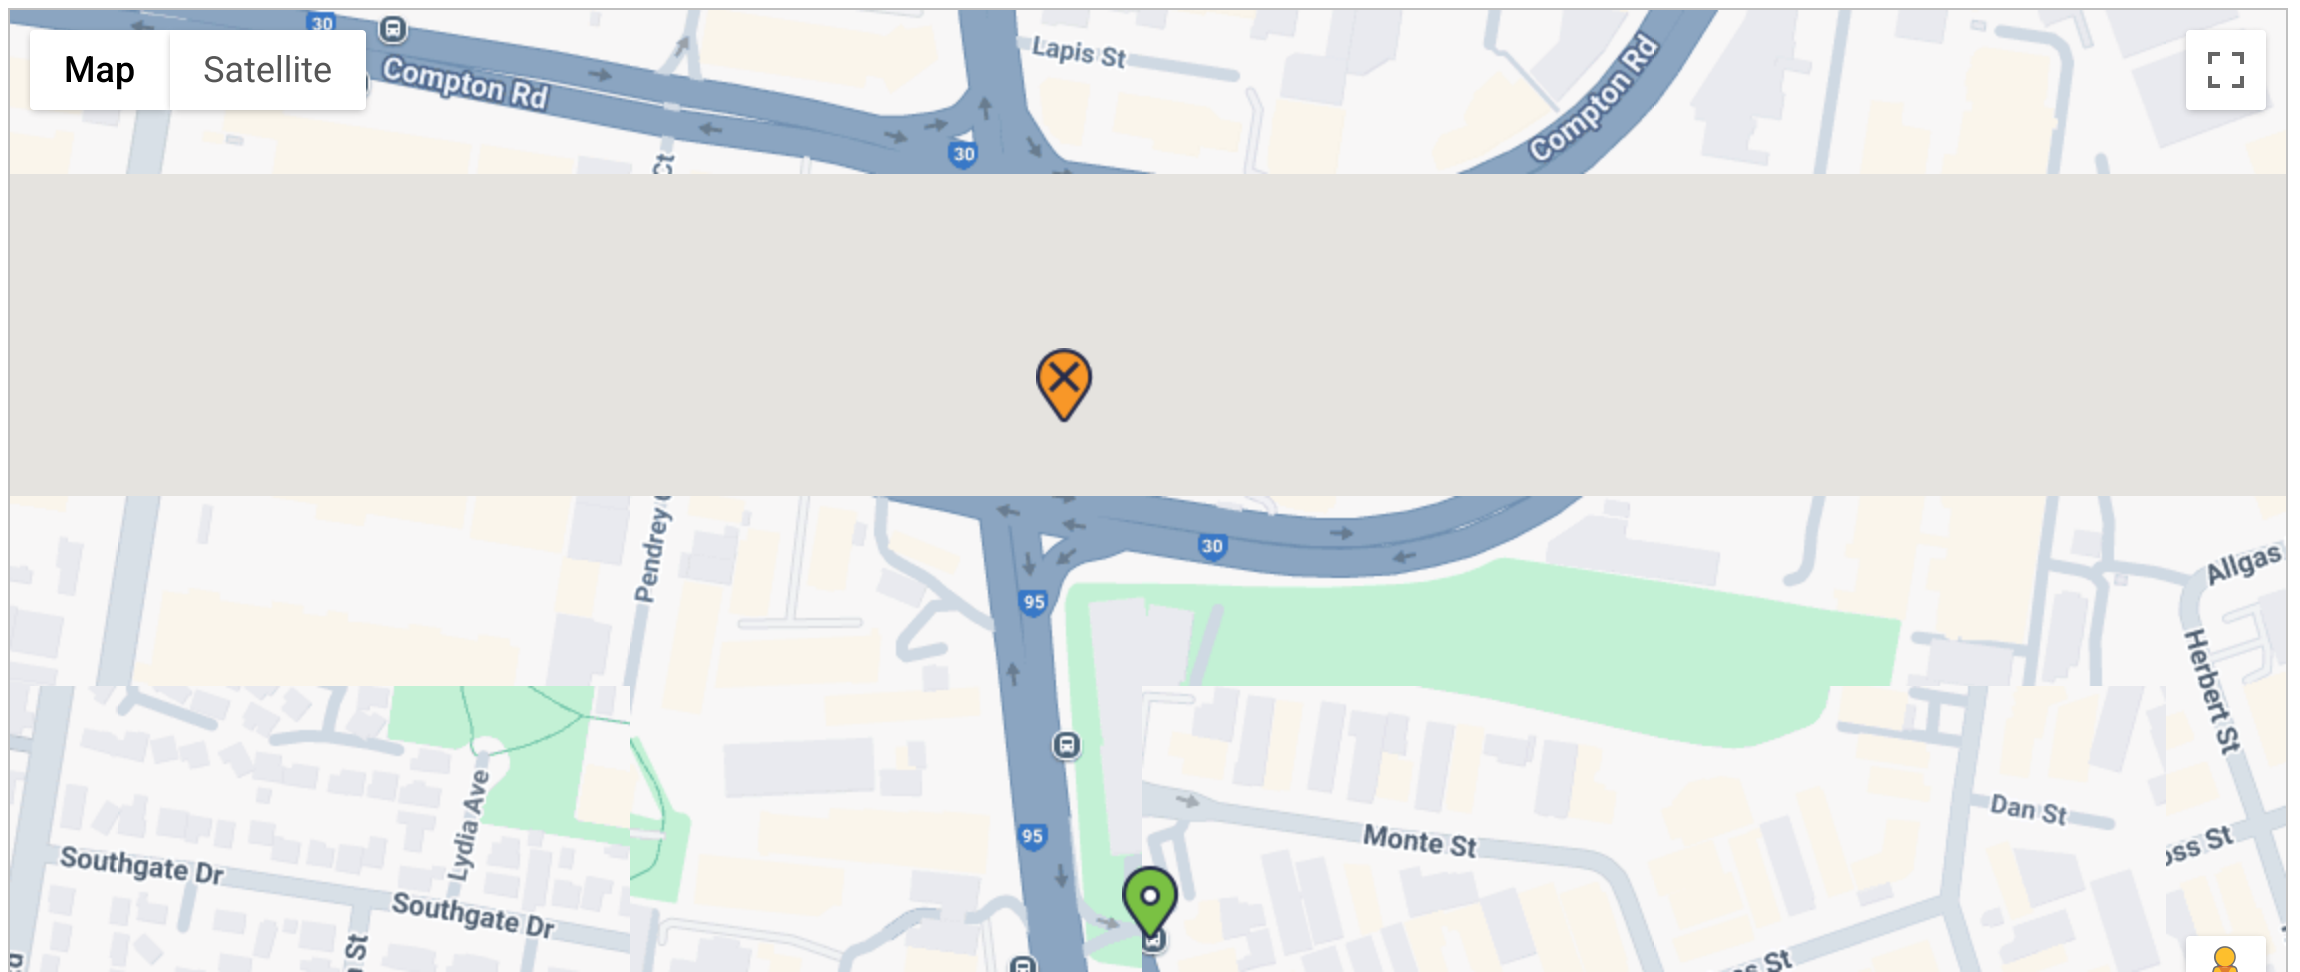 30
Map
Satellite
Compton Rd
Lapis St
Compton Rd
30
Ct
Pendrey
30
95
Allgas
Herbert St
95
Monte St
Dan St
Lydia Ave
Southgate Dr
Southgate Dr
St
St
St